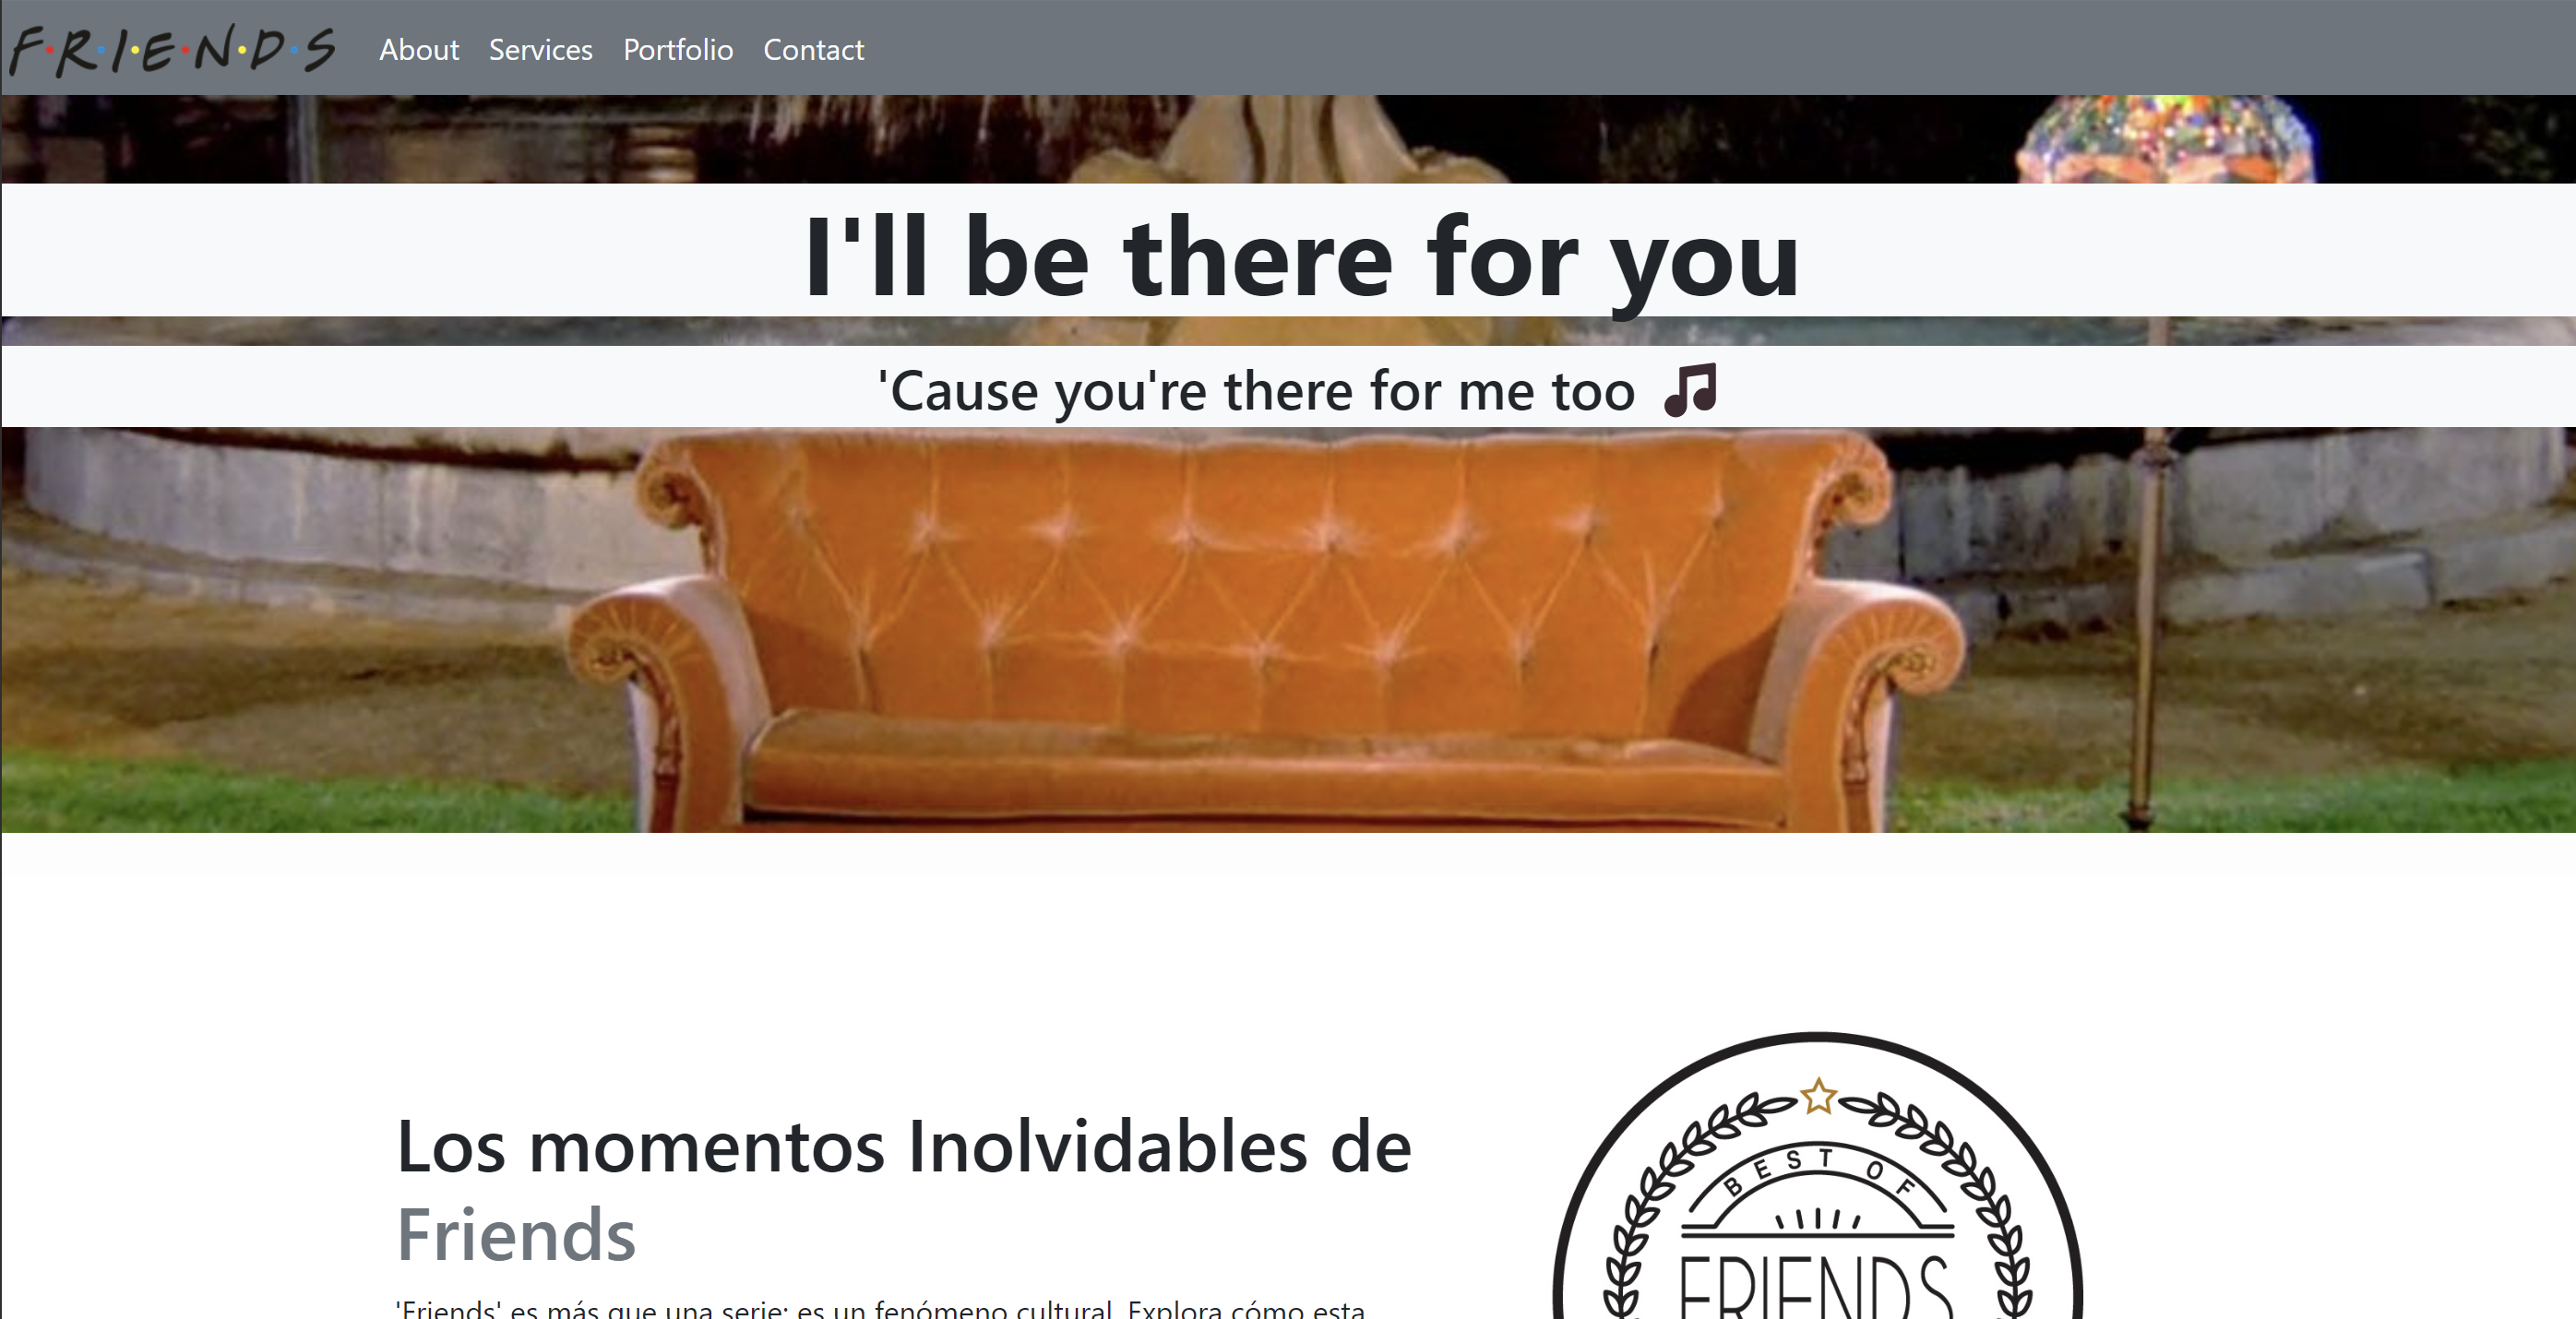 F·R·I·E·N·D·S About Services Portfolio Contact
I'll be there for you
'Cause you're there for me too
Los momentos Inolvidables de
Friends
'Friends' es más que una serie; es un fenómeno cultural. Explora cómo esta
BEST OF
FRIENDS